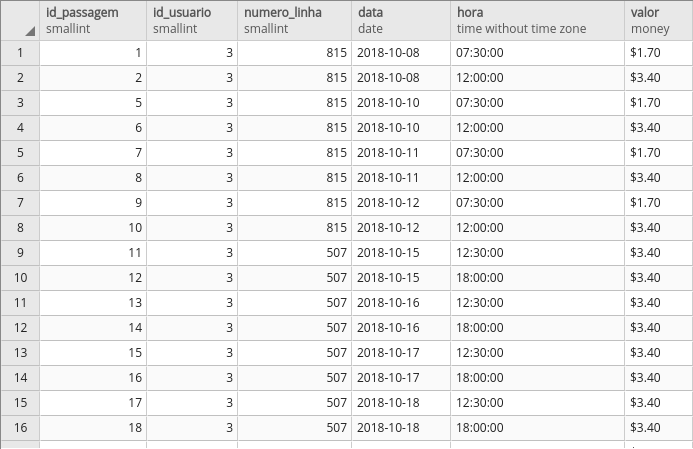 id_passagem id_usuario numero_linha data hora valor
smallint smallint smallint date time without time zone money
1 1 3 815 2018-10-08 07:30:00 $1.70
2 2 3 815 2018-10-08 12:00:00 $3.40
3 5 3 815 2018-10-10 07:30:00 $1.70
4 6 3 815 2018-10-10 12:00:00 $3.40
5 7 3 815 2018-10-11 07:30:00 $1.70
6 8 3 815 2018-10-11 12:00:00 $3.40
7 9 3 815 2018-10-12 07:30:00 $1.70
8 10 3 815 2018-10-12 12:00:00 $3.40
9 11 3 507 2018-10-15 12:30:00 $3.40
10 12 3 507 2018-10-15 18:00:00 $3.40
11 13 3 507 2018-10-16 12:30:00 $3.40
12 14 3 507 2018-10-16 18:00:00 $3.40
13 15 3 507 2018-10-17 12:30:00 $3.40
14 16 3 507 2018-10-17 18:00:00 $3.40
15 17 3 507 2018-10-18 12:30:00 $3.40
16 18 3 507 2018-10-18 18:00:00 $3.40